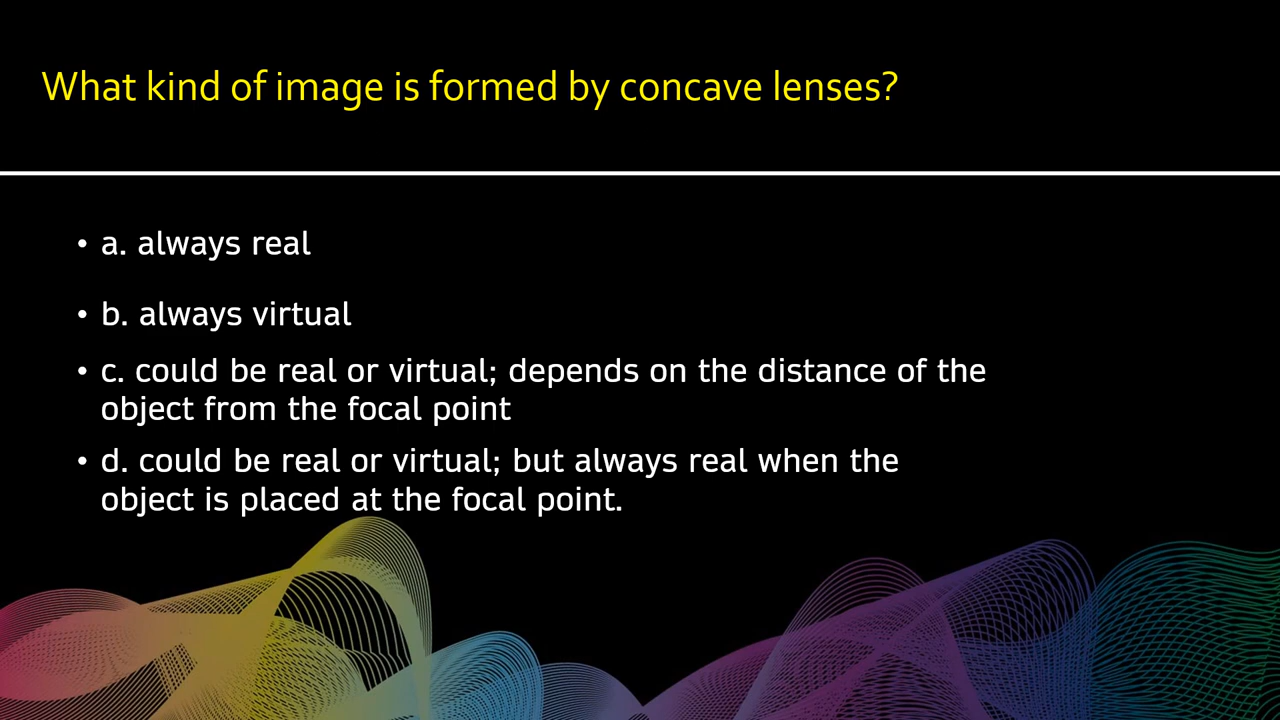 What kind of image is formed by concave lenses?
• a. always real
• b. always virtual
• c. could be real or virtual; depends on the distance of the
object from the focal point
• d. could be real or virtual; but always real when the
object is placed at the focal point.